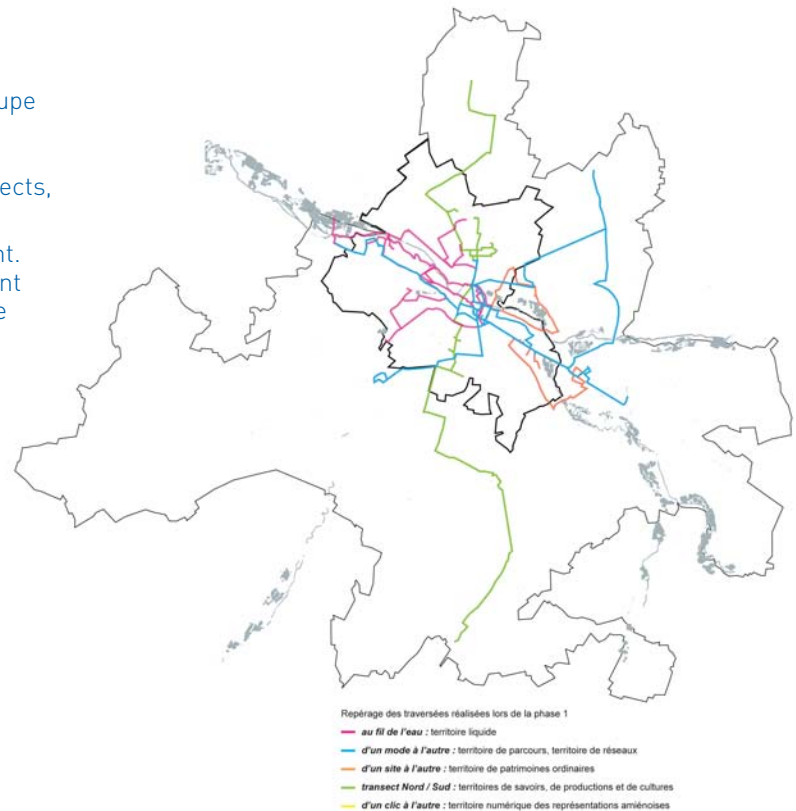 upe
ects,
nt.
nt
e
Repérage des traversées réalisées lors de la phase 1
au fil de l'eau : territoire liquide
d'un mode à l'autre : territoire de parcours, territoire de réseaux
d'un site à l'autre : territoire de patrimoines ordinaires
transect Nord / Sud : territoires de savoirs, de productions et de cultures
d'un clic à l'autre : territoire numérique des représentations amiénoises